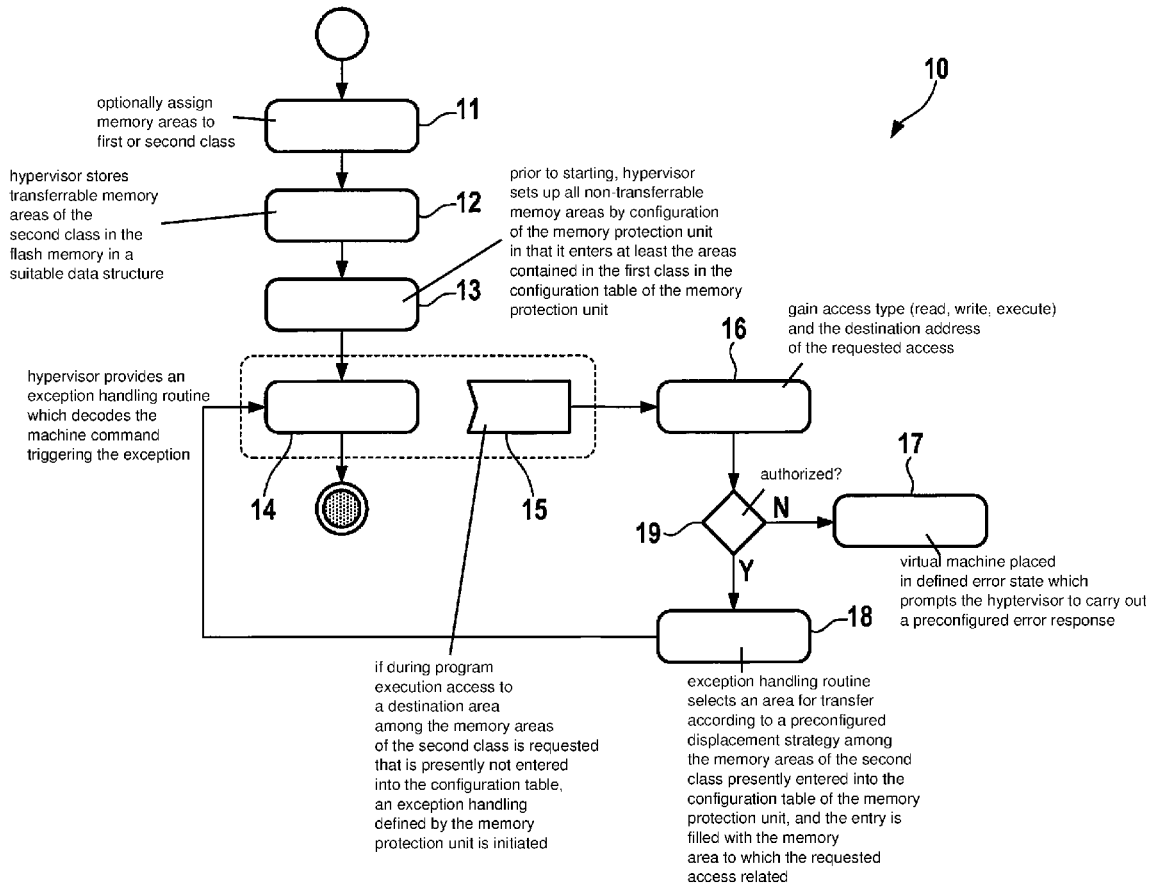 10
optionally assign
memory areas to
first or second class
11
hypervisor stores
transferrable memory
areas of the
second class in the
flash memory in a
suitable data structure
12
prior to starting, hypervisor
sets up all non-transferrable
memoy areas by configuration
of the memory protection unit
in that it enters at least the areas
contained in the first class in the
configuration table of the memory
protection unit
13
hypervisor provides an
exception handling routine
which decodes the
machine command
triggering the exception
14
15
16
gain access type (read, write, execute)
and the destination address
of the requested access
authorized?
19
N
Y
17
virtual machine placed
in defined error state which
prompts the hyptervisor to carry out
a preconfigured error response
18
if during program
execution access to
a destination area
among the memory areas
of the second class is requested
that is presently not entered
into the configuration table,
an exception handling
defined by the memory
protection unit is initiated
exception handling routine
selects an area for transfer
according to a preconfigured
displacement strategy among
the memory areas of the second
class presently entered into the
configuration table of the memory
protection unit, and the entry is
filled with the memory
area to which the requested
access related